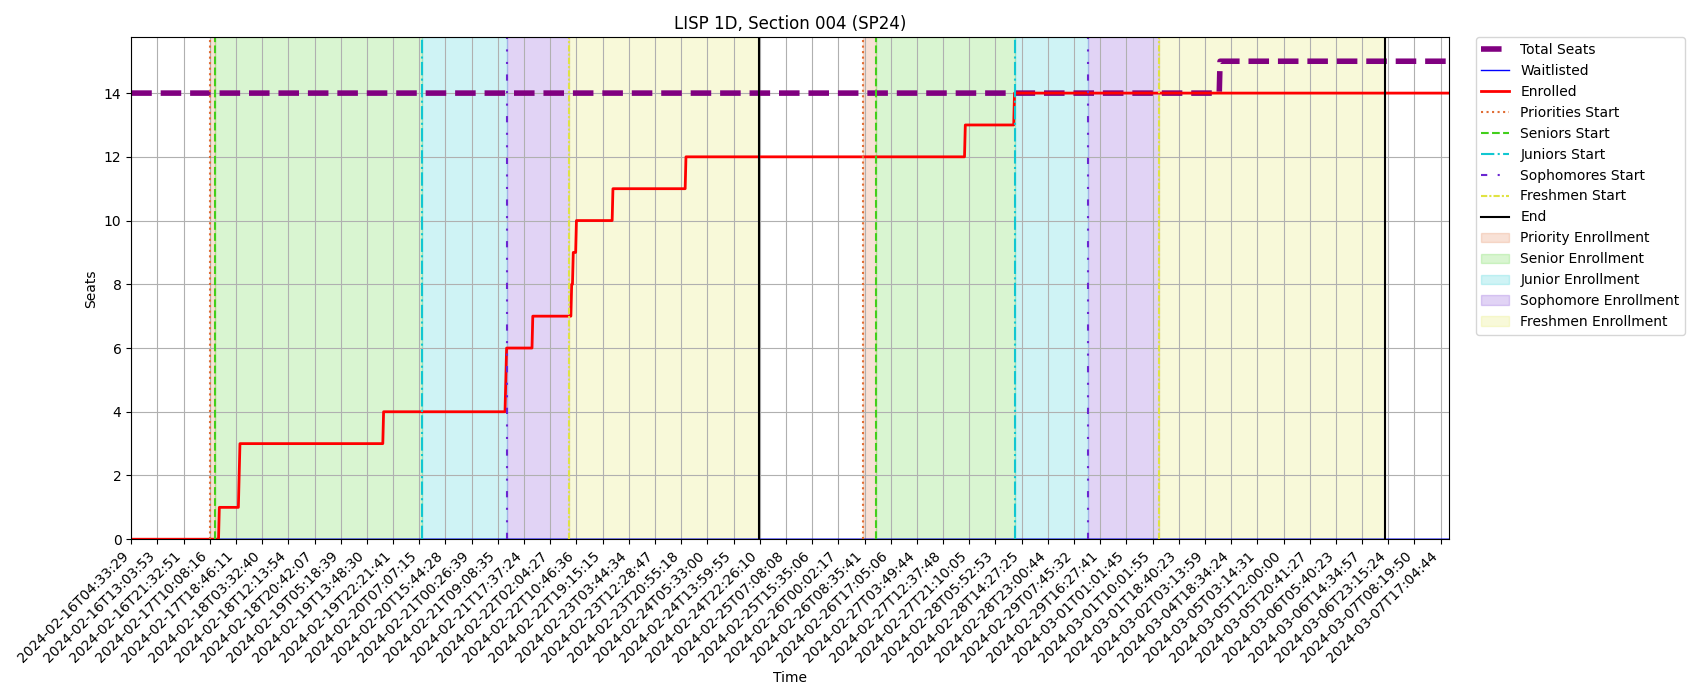 LISP 1D, Section 004 (SP24)
Total Seats
Waitlisted
Enrolled
Priorities Start
Seniors Start
Juniors Start
Sophomores Start
Freshmen Start
End
Priority Enrollment
Senior Enrollment
Junior Enrollment
Sophomore Enrollment
Freshmen Enrollment
Seats
14
12
10
8
6
4
2
0
2024-02-16T04:33:29
2024-02-16T13:03:53
2024-02-16T21:32:51
2024-02-17T10:08:16
2024-02-17T18:46:11
2024-02-18T03:32:40
2024-02-18T12:13:54
2024-02-18T20:42:07
2024-02-19T05:18:39
2024-02-19T13:48:30
2024-02-19T22:21:41
2024-02-20T07:07:15
2024-02-20T15:44:28
2024-02-21T00:26:39
2024-02-21T09:08:35
2024-02-21T17:37:24
2024-02-22T02:04:27
2024-02-22T10:46:36
2024-02-22T19:15:15
2024-02-23T03:44:34
2024-02-23T12:28:47
2024-02-23T20:55:18
2024-02-24T05:33:00
2024-02-24T13:59:55
2024-02-24T22:26:10
2024-02-25T07:08:08
2024-02-25T15:35:06
2024-02-26T00:02:17
2024-02-26T08:35:41
2024-02-26T17:05:06
2024-02-27T03:49:44
2024-02-27T12:37:48
2024-02-27T21:10:05
2024-02-28T05:52:53
2024-02-28T14:27:25
2024-02-28T23:00:44
2024-02-29T07:45:32
2024-02-29T16:27:41
2024-03-01T01:01:45
2024-03-01T10:01:55
2024-03-01T18:40:23
2024-03-02T03:13:59
2024-03-04T18:34:24
2024-03-05T03:14:31
2024-03-05T12:00:00
2024-03-05T20:41:27
2024-03-06T05:40:23
2024-03-06T14:34:57
2024-03-06T23:15:24
2024-03-07T08:19:50
2024-03-07T17:04:44
Time